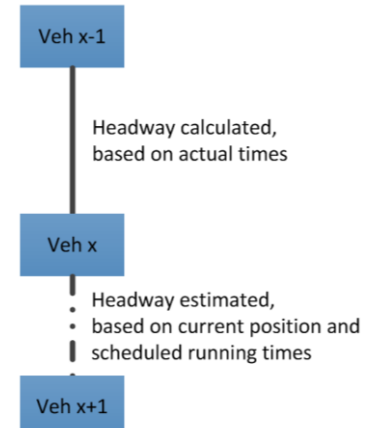 Veh x-1
Headway calculated,
based on actual times
Veh x
Headway estimated,
based on current position and
scheduled running times
Veh x+1